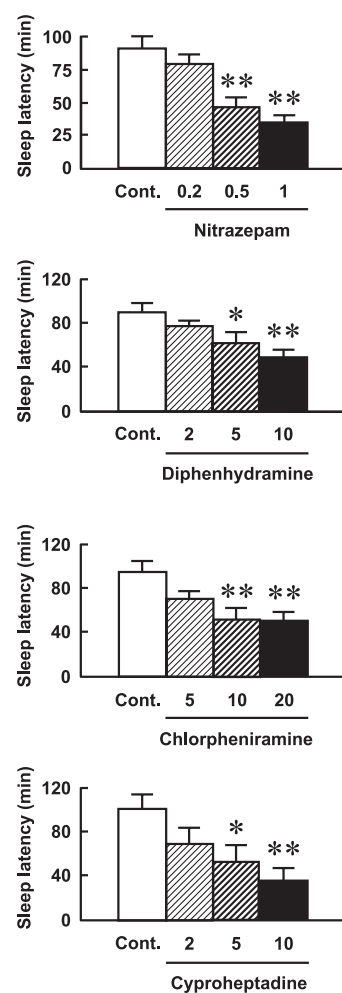 Sleep latency (min)
100
75
50
25
0
**
**
Cont. 0.2 0.5 1
Nitrazepam
Sleep latency (min)
120
80
40
0
*
**
Cont. 2 5 10
Diphenhydramine
Sleep latency (min)
120
80
40
0
**
**
Cont. 5 10 20
Chlorpheniramine
Sleep latency (min)
120
80
40
0
*
**
Cont. 2 5 10
Cyproheptadine